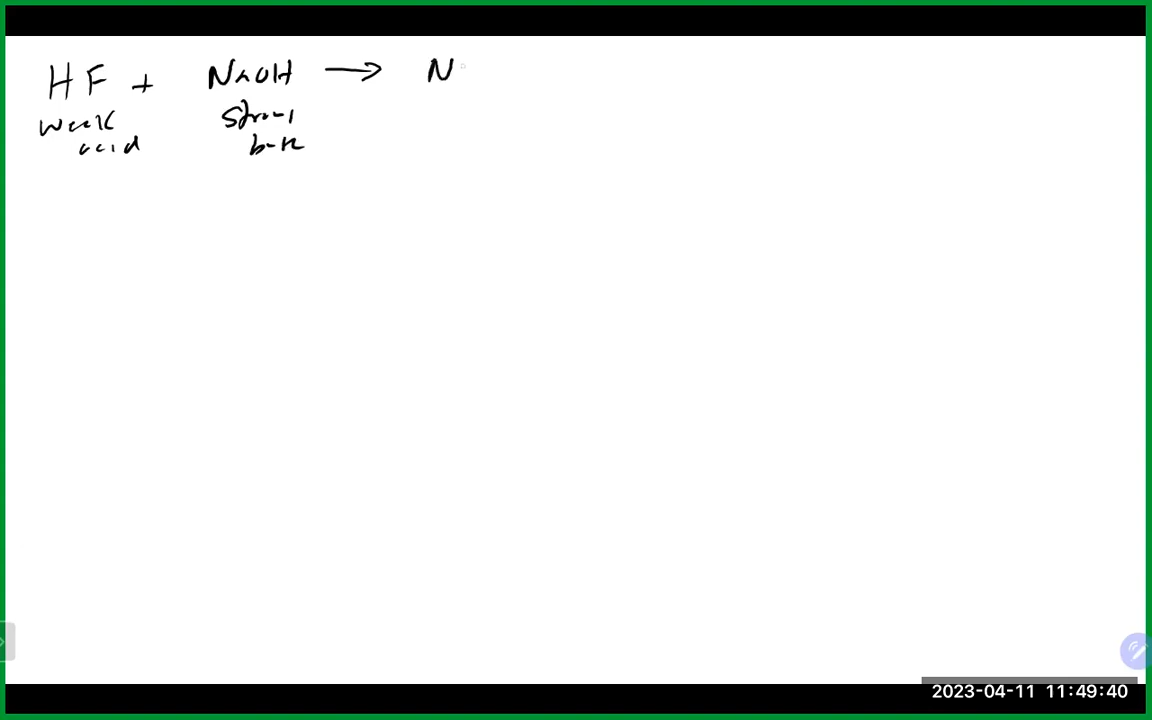 HF + NaOH → N
weak strong
acid base
2023-04-11 11:49:40